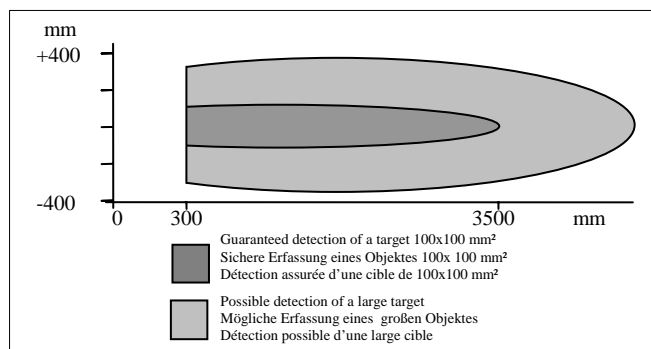 mm
+400
-400
0 300 3500 mm
Guaranteed detection of a target 100x100 mm²
Sichere Erfassung eines Objektes 100x 100 mm²
Détection assurée d'une cible de 100x100 mm²
Possible detection of a large target
Mögliche Erfassung eines großen Objektes
Détection possible d'une large cible